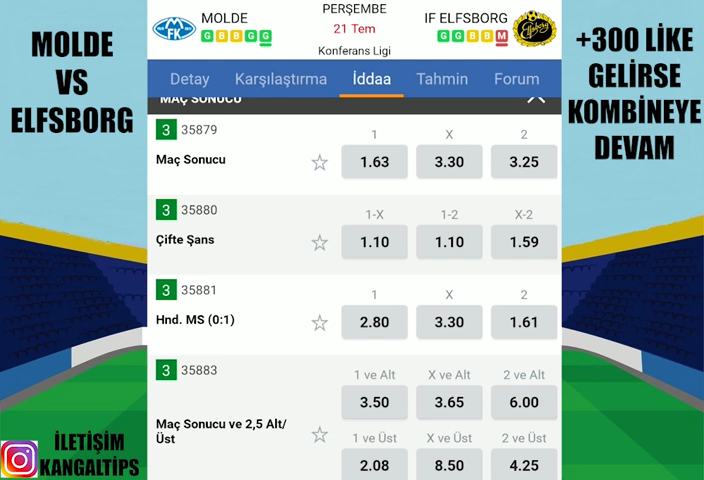 MOLDE
VS
ELFSBORG
MOLDE
G B B G G
PERŞEMBE
21 Tem
Konferans Ligi
IF ELFSBORG
G G B B M
+300 LİKE
GELİRSE
KOMBİNEYE
DEVAM
Detay Karşılaştırma İddaa Tahmin Forum
MAÇ SONUCU
3 35879 1 X 2
Maç Sonucu 1.63 3.30 3.25
3 35880 1-X 1-2 X-2
Çifte Şans 1.10 1.10 1.59
3 35881 1 X 2
Hnd. MS (0:1) 2.80 3.30 1.61
3 35883 1 ve Alt X ve Alt 2 ve Alt
3.50 3.65 6.00
Maç Sonucu ve 2,5 Alt/
Üst
1 ve Üst X ve Üst 2 ve Üst
2.08 8.50 4.25
İLETİŞİM
KANGALTİPS